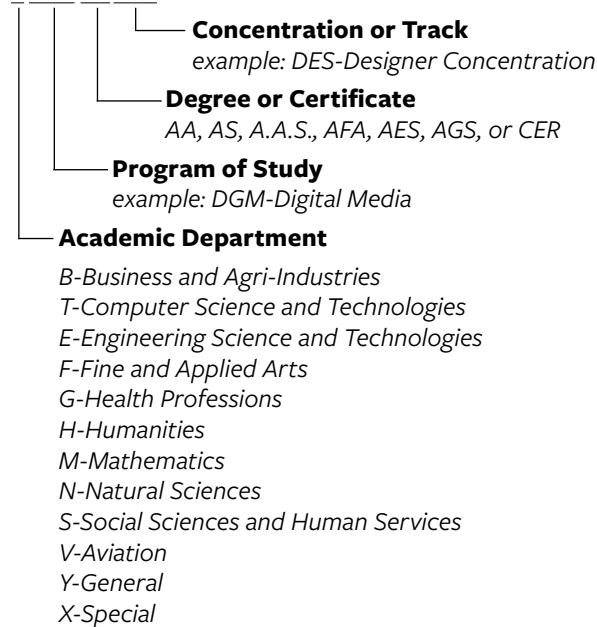 Concentration or Track
example: DES-Designer Concentration
Degree or Certificate
AA, AS, A.A.S., AFA, AES, AGS, or CER
Program of Study
example: DGM-Digital Media
Academic Department
B-Business and Agri-Industries
T-Computer Science and Technologies
E-Engineering Science and Technologies
F-Fine and Applied Arts
G-Health Professions
H-Humanities
M-Mathematics
N-Natural Sciences
S-Social Sciences and Human Services
V-Aviation
Y-General
X-Special